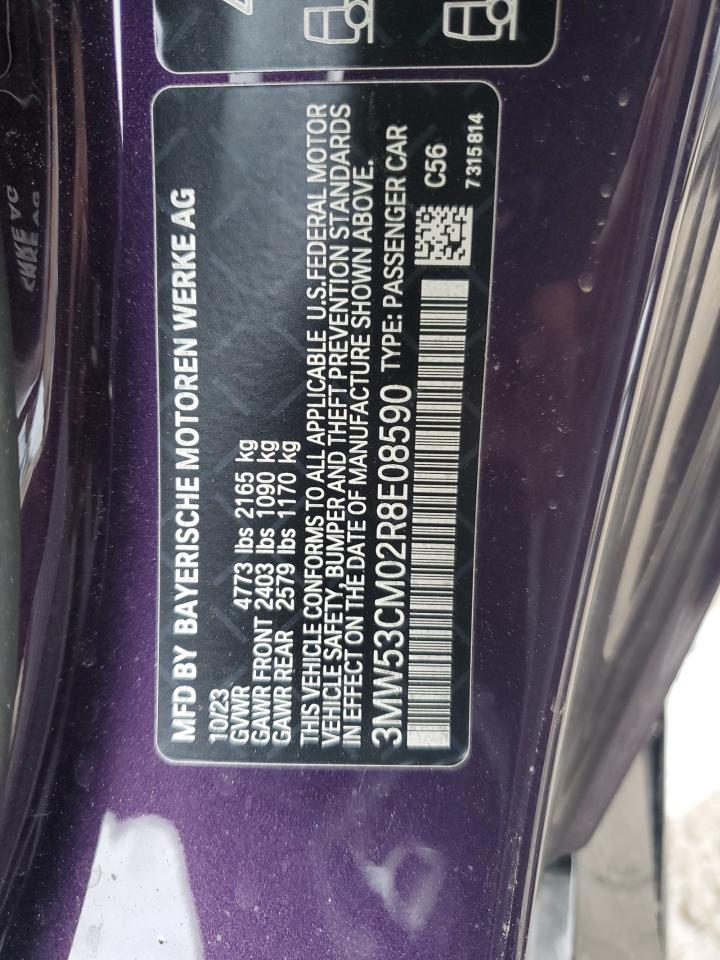 MFD BY BAYERISCHE MOTOREN WERKE AG
10/23
GVWR 4773 lbs 2165 kg
GAWR FRONT 2403 lbs 1090 kg
GAWR REAR 2579 lbs 1170 kg
THIS VEHICLE CONFORMS TO ALL APPLICABLE U.S.FEDERAL MOTOR
VEHICLE SAFETY, BUMPER AND THEFT PREVENTION STANDARDS
IN EFFECT ON THE DATE OF MANUFACTURE SHOWN ABOVE.
3MW53CM02R8E08590 TYPE: PASSENGER CAR
C56
7 315 814